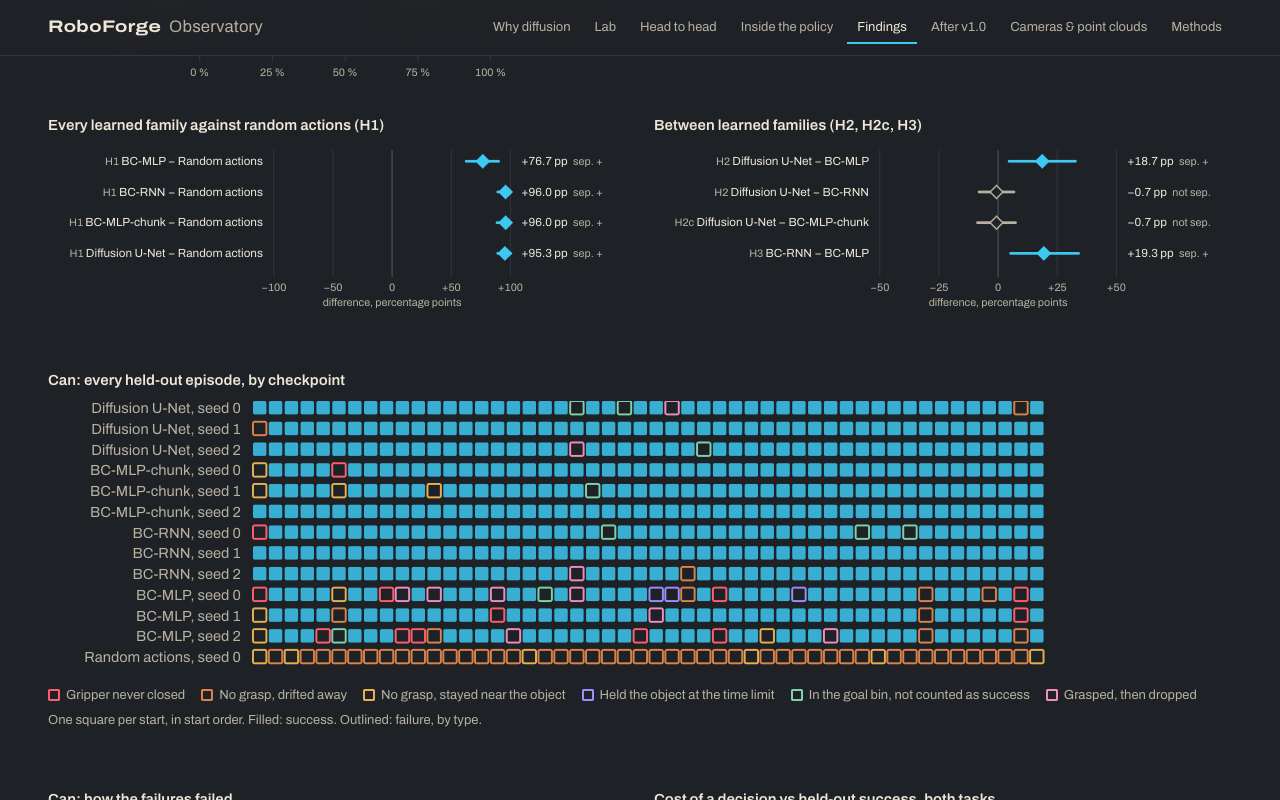 RoboForge Observatory
Why diffusion Lab Head to head Inside the policy Findings After v1.0 Cameras & point clouds Methods
0 % 25 % 50 % 75 % 100 %
Every learned family against random actions (H1)
H1 BC-MLP – Random actions +76.7 pp sep. +
H1 BC-RNN – Random actions +96.0 pp sep. +
H1 BC-MLP-chunk – Random actions +96.0 pp sep. +
H1 Diffusion U-Net – Random actions +95.3 pp sep. +
−100 −50 0 +50 +100
difference, percentage points
Between learned families (H2, H2c, H3)
H2 Diffusion U-Net – BC-MLP +18.7 pp sep. +
H2 Diffusion U-Net – BC-RNN −0.7 pp not sep.
H2c Diffusion U-Net – BC-MLP-chunk −0.7 pp not sep.
H3 BC-RNN – BC-MLP +19.3 pp sep. +
−50 −25 0 +25 +50
difference, percentage points
Can: every held-out episode, by checkpoint
Diffusion U-Net, seed 0
Diffusion U-Net, seed 1
Diffusion U-Net, seed 2
BC-MLP-chunk, seed 0
BC-MLP-chunk, seed 1
BC-MLP-chunk, seed 2
BC-RNN, seed 0
BC-RNN, seed 1
BC-RNN, seed 2
BC-MLP, seed 0
BC-MLP, seed 1
BC-MLP, seed 2
Random actions, seed 0
Gripper never closed No grasp, drifted away No grasp, stayed near the object Held the object at the time limit In the goal bin, not counted as success Grasped, then dropped
One square per start, in start order. Filled: success. Outlined: failure, by type.
Can: how the failures failed
Cost of a decision vs held-out success, both tasks